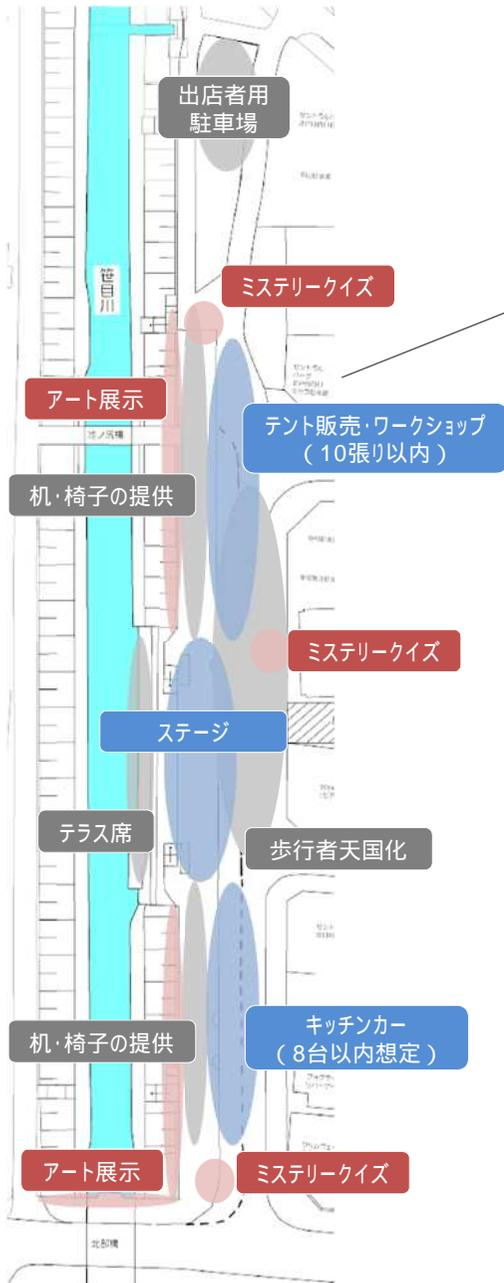 出店者用
駐車場
笹目川
ミステリークイズ
アート展示
テント販売･ワークショップ
（10張り以内）
机･椅子の提供
ミステリークイズ
ステージ
テラス席
歩行者天国化
キッチンカー
（8台以内想定）
机･椅子の提供
アート展示
ミステリークイズ
北部橋